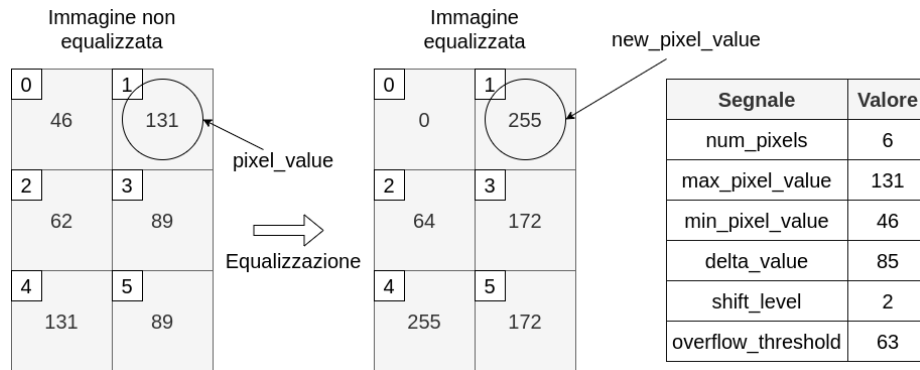 Immagine non
equalizzata
0
1
46
131
2
3
62
89
4
5
131
89
pixel_value
Equalizzazione
Immagine
equalizzata
0
1
0
255
2
3
64
172
4
5
255
172
new_pixel_value
Segnale Valore
num_pixels 6
max_pixel_value 131
min_pixel_value 46
delta_value 85
shift_level 2
overflow_threshold 63